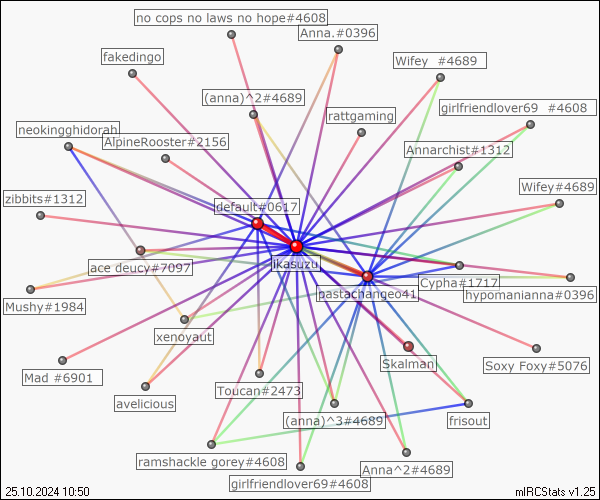 no cops no laws no hope#4608
Anna.#0396
fakedingo
Wifey  #4689
(anna)^2#4689
girlfriendlover69  #4608
rattgaming
neokingghidorah
AlpineRooster#2156
Annarchist#1312
zibbits#1312
Wifey#4689
default#0617
ikasuzu
ace deucy#7097
Cypha#1717
pastachangeo41
hypomanianna#0396
Mushy#1984
xenoyaut
Skalman
Soxy Foxy#5076
Mad #6901
Toucan#2473
avelicious
(anna)^3#4689
frisout
ramshackle gorey#4608
Anna^2#4689
girlfriendlover69#4608
25.10.2024 10:50
mIRCStats v1.25